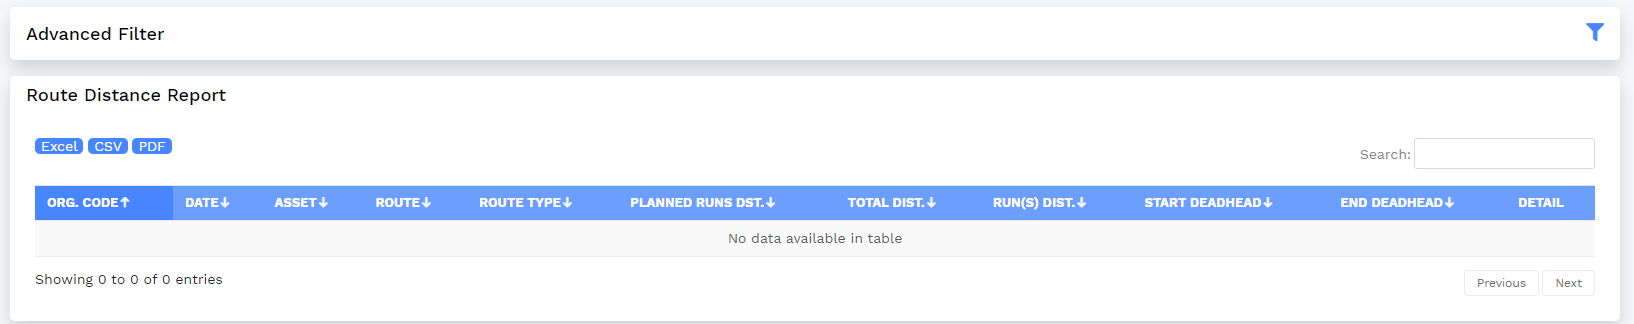 Advanced Filter
Route Distance Report
Excel CSV PDF
Search:
ORG. CODE↑ DATE↓ ASSET↓ ROUTE↓ ROUTE TYPE↓ PLANNED RUNS DST.↓ TOTAL DIST.↓ RUN(S) DIST.↓ START DEADHEAD↓ END DEADHEAD↓ DETAIL
No data available in table
Showing 0 to 0 of 0 entries
Previous Next